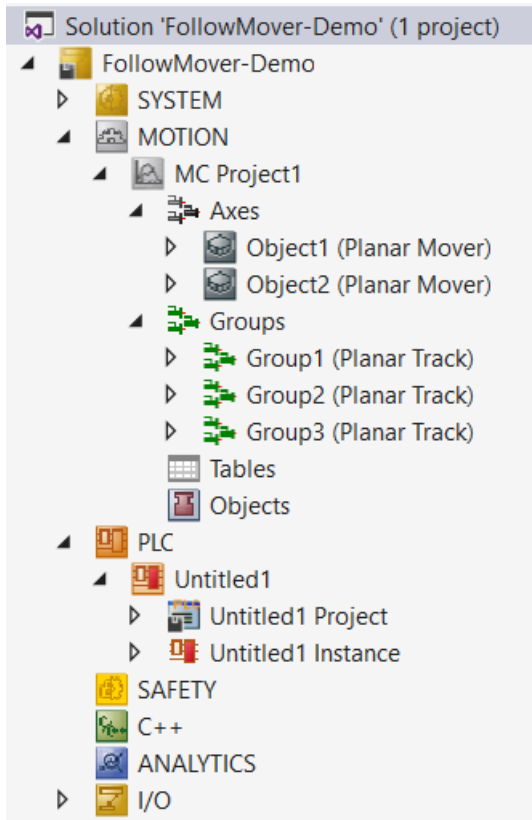 Solution 'FollowMover-Demo' (1 project)
FollowMover-Demo
SYSTEM
MOTION
MC Project1
Axes
Object1 (Planar Mover)
Object2 (Planar Mover)
Groups
Group1 (Planar Track)
Group2 (Planar Track)
Group3 (Planar Track)
Tables
Objects
PLC
Untitled1
Untitled1 Project
Untitled1 Instance
SAFETY
C++
ANALYTICS
I/O